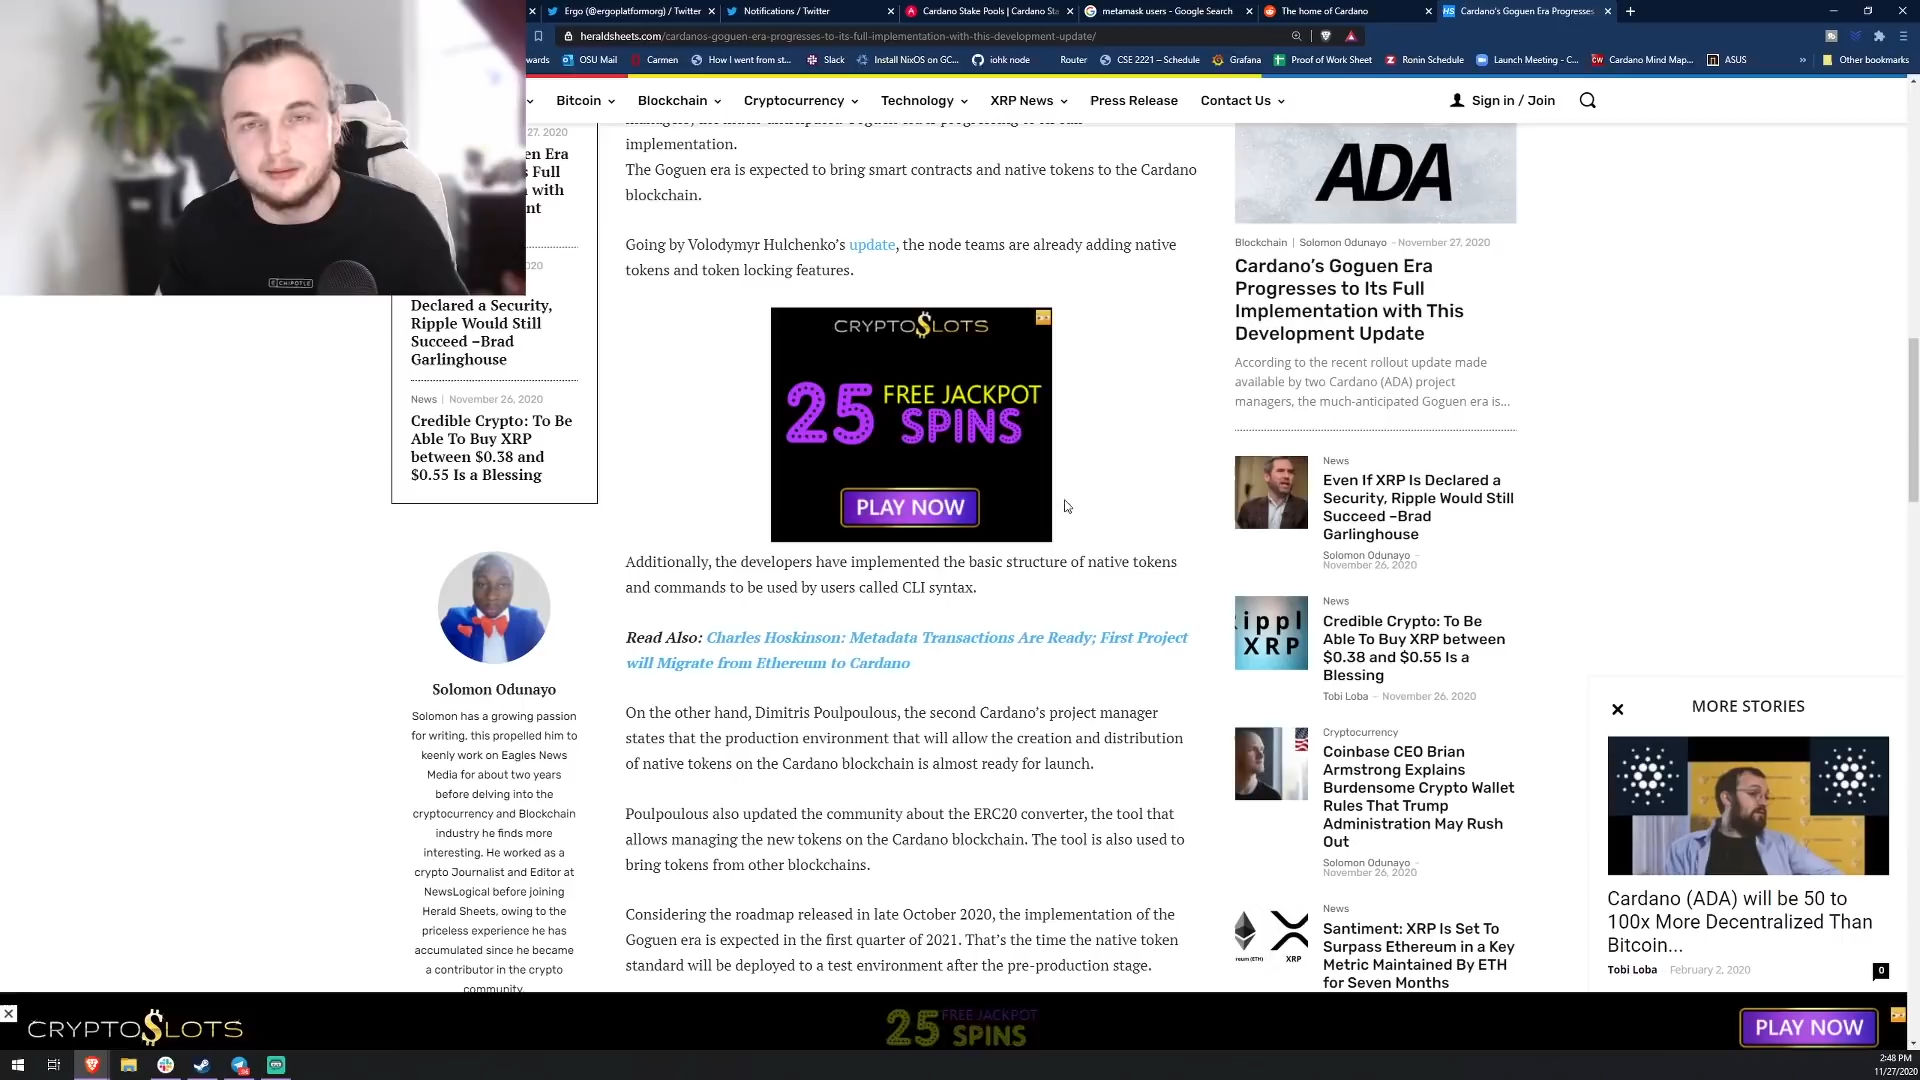 Ergo (@ergoplatformorg) / Twitter
Notifications / Twitter
Cardano Stake Pools | Cardano Sta
metamask users - Google Search
The home of Cardano
Cardano's Goguen Era Progresses
heraldsheets.com/cardanos-goguen-era-progresses-to-its-full-implementation-with-this-development-update/
wards
OSU Mail
Carmen
How I went from st...
Slack
Install NixOS on GC...
iohk node
Router
CSE 2221 – Schedule
Grafana
Proof of Work Sheet
Ronin Schedule
Launch Meeting - C...
Cardano Mind Map...
ASUS
Other bookmarks
Bitcoin
Blockchain
Cryptocurrency
Technology
XRP News
Press Release
Contact Us
Sign in / Join
27, 2020
en Era
s Full
with
nt
020
Declared a Security,
Ripple Would Still
Succeed –Brad
Garlinghouse
News | November 26, 2020
Credible Crypto: To Be
Able To Buy XRP
between $0.38 and
$0.55 Is a Blessing
Solomon Odunayo
Solomon has a growing passion
for writing, this propelled him to
keenly work on Eagles News
Media for about two years
before delving into the
cryptocurrency and Blockchain
industry he finds more
interesting. He worked as a
crypto Journalist and Editor at
NewsLogical before joining
Herald Sheets, owing to the
priceless experience he has
accumulated since he became
a contributor in the crypto
community.
implementation.
The Goguen era is expected to bring smart contracts and native tokens to the Cardano
blockchain.
Going by Volodymyr Hulchenko's update, the node teams are already adding native
tokens and token locking features.
CRYPTOSLOTS
25 FREE JACKPOT
SPINS
PLAY NOW
Additionally, the developers have implemented the basic structure of native tokens
and commands to be used by users called CLI syntax.
Read Also: Charles Hoskinson: Metadata Transactions Are Ready; First Project
will Migrate from Ethereum to Cardano
On the other hand, Dimitris Poulpoulous, the second Cardano's project manager
states that the production environment that will allow the creation and distribution
of native tokens on the Cardano blockchain is almost ready for launch.
Poulpoulous also updated the community about the ERC20 converter, the tool that
allows managing the new tokens on the Cardano blockchain. The tool is also used to
bring tokens from other blockchains.
Considering the roadmap released in late October 2020, the implementation of the
Goguen era is expected in the first quarter of 2021. That's the time the native token
standard will be deployed to a test environment after the pre-production stage.
ADA
Blockchain | Solomon Odunayo - November 27, 2020
Cardano's Goguen Era
Progresses to Its Full
Implementation with This
Development Update
According to the recent rollout update made
available by two Cardano (ADA) project
managers, the much-anticipated Goguen era is...
News
Even If XRP Is Declared a
Security, Ripple Would Still
Succeed –Brad
Garlinghouse
Solomon Odunayo -
November 26, 2020
News
Credible Crypto: To Be
Able To Buy XRP between
$0.38 and $0.55 Is a
Blessing
Tobi Loba - November 26, 2020
Cryptocurrency
Coinbase CEO Brian
Armstrong Explains
Burdensome Crypto Wallet
Rules That Trump
Administration May Rush
Out
Solomon Odunayo -
November 26, 2020
News
Santiment: XRP Is Set To
Surpass Ethereum in a Key
Metric Maintained By ETH
for Seven Months
ippl
XRP
reum (ETH)
XRP
MORE STORIES
Cardano (ADA) will be 50 to
100x More Decentralized Than
Bitcoin...
Tobi Loba - February 2, 2020
0
CRYPTOSLOTS
25 FREE JACKPOT
SPINS
PLAY NOW
2:48 PM
11/27/2020
CHIPOTLE